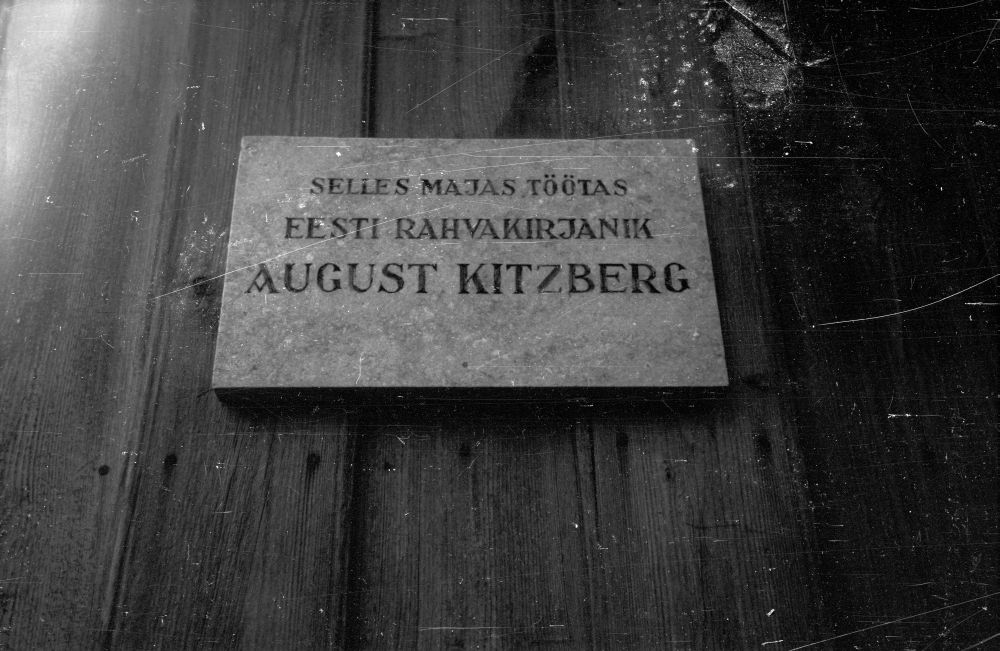 SELLES MAJAS TÖÖTAS
EESTI RAHVAKIRJANIK
AUGUST KITZBERG